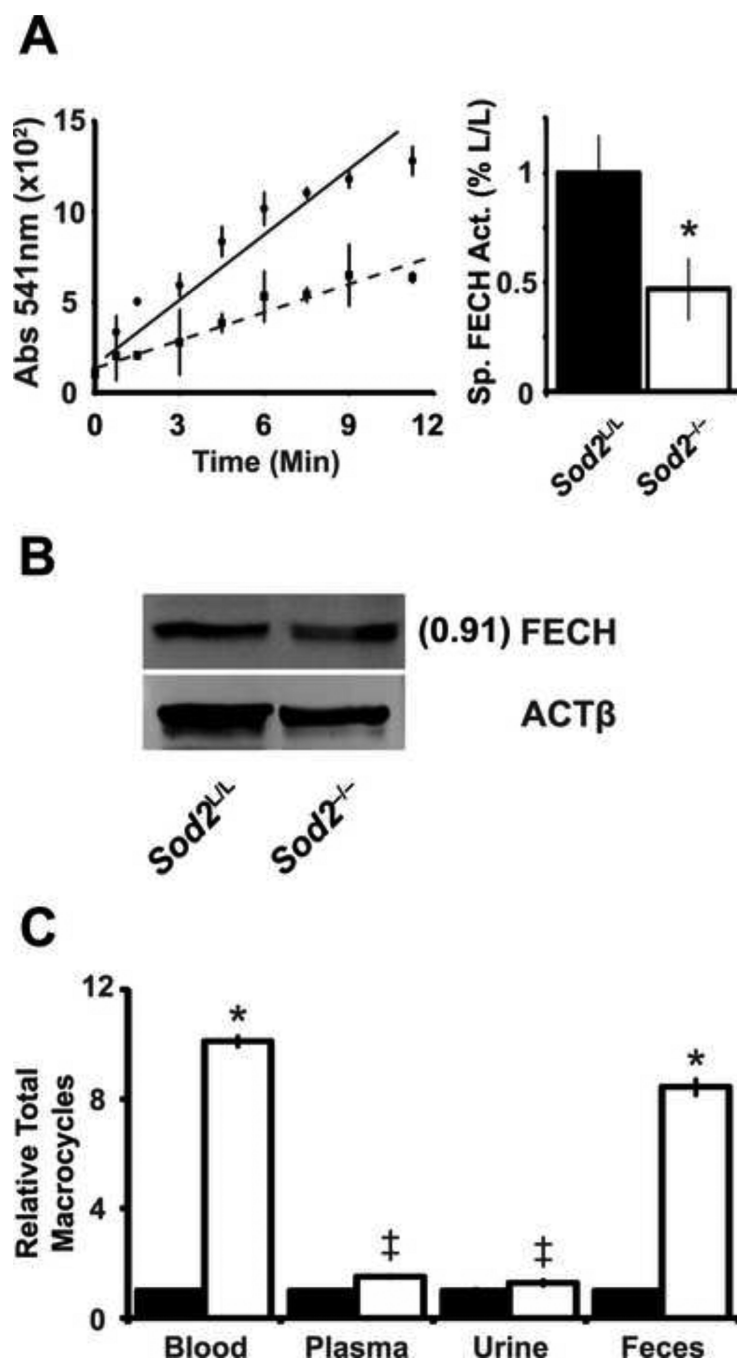 A
Abs 541nm (x10²)
15
10
5
0
0 3 6 9 12
Time (Min)
Sp. FECH Act. (% L/L)
1
0.5
0
*
Sod2ᴸ/ᴸ
Sod2⁻/⁻
B
(0.91) FECH
ACTβ
Sod2ᴸ/ᴸ
Sod2⁻/⁻
C
Relative Total
Macrocycles
12
8
4
0
* ‡ ‡ *
Blood Plasma Urine Feces